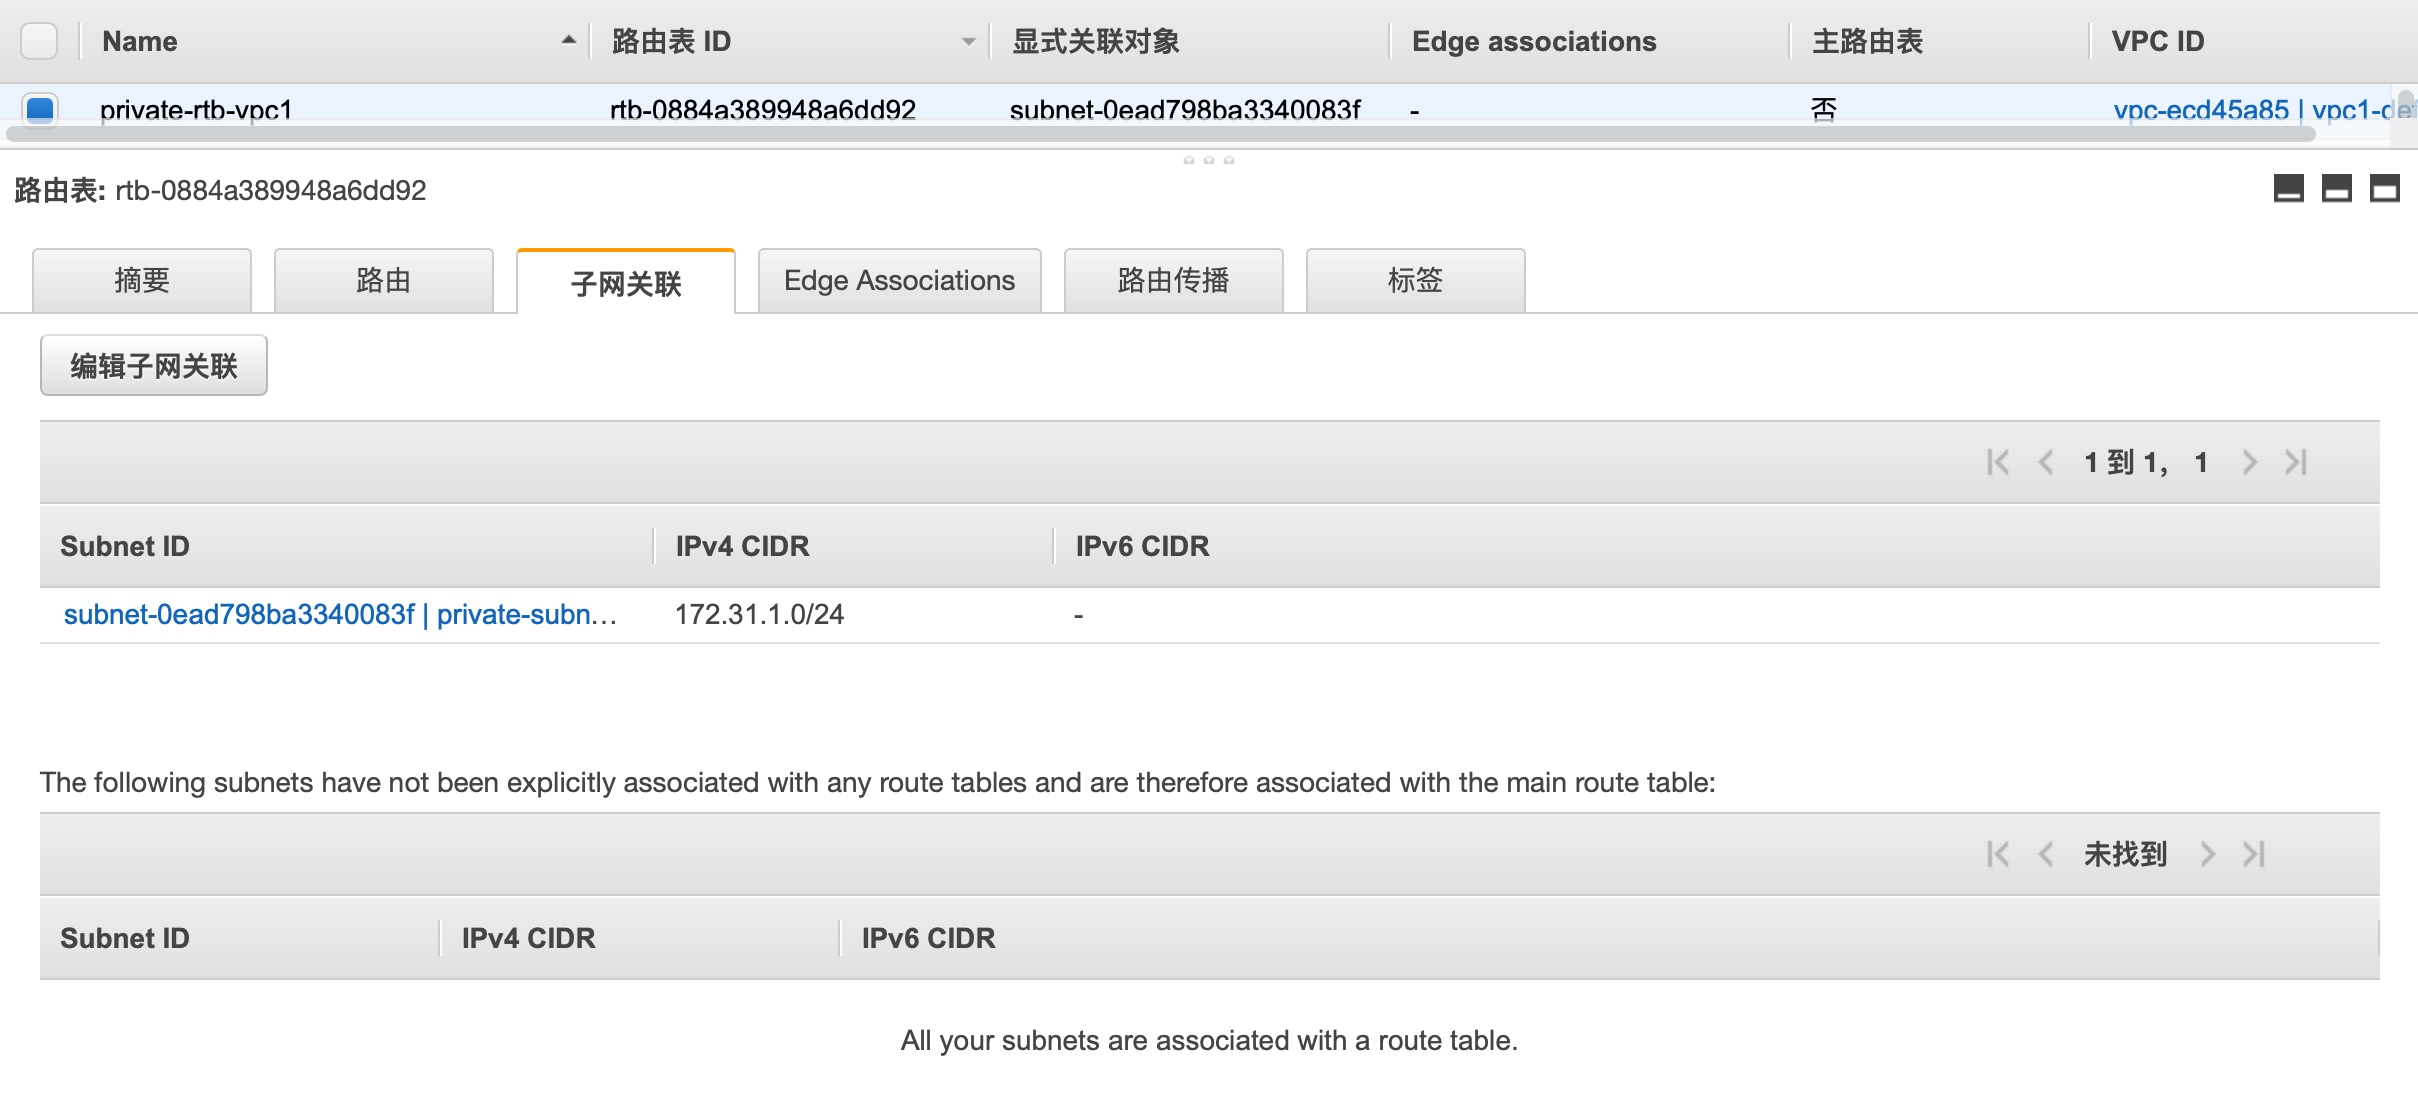 Name 路由表 ID 显式关联对象 Edge associations 主路由表 VPC ID
private-rtb-vpc1 rtb-0884a389948a6dd92 subnet-0ead798ba3340083f - 否 vpc-ecd45a85 | vpc1-def
路由表: rtb-0884a389948a6dd92
摘要 路由 子网关联 Edge Associations 路由传播 标签
编辑子网关联
1 到 1, 1
Subnet ID IPv4 CIDR IPv6 CIDR
subnet-0ead798ba3340083f | private-subn... 172.31.1.0/24 -
The following subnets have not been explicitly associated with any route tables and are therefore associated with the main route table:
未找到
Subnet ID IPv4 CIDR IPv6 CIDR
All your subnets are associated with a route table.